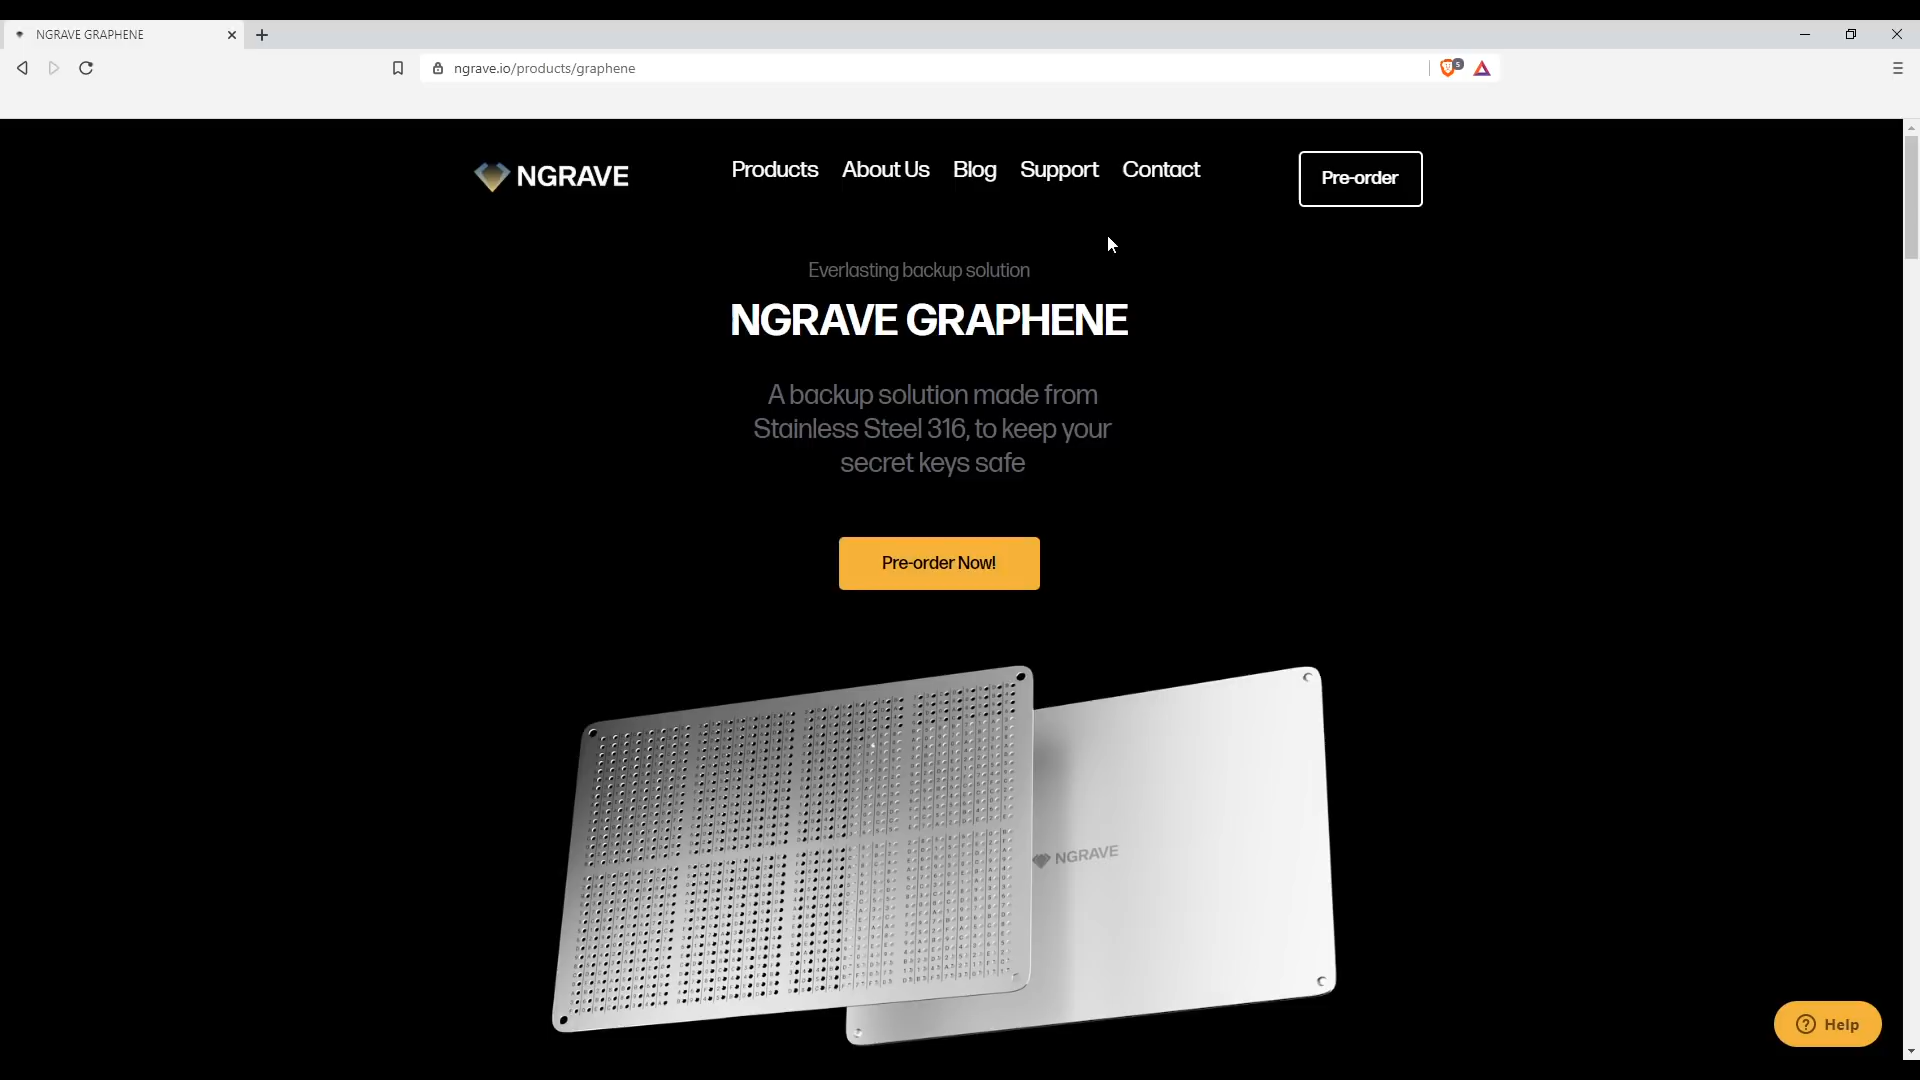 NGRAVE GRAPHENE
ngrave.io/products/graphene
5
NGRAVE
Products About Us Blog Support Contact
Pre-order
Everlasting backup solution
NGRAVE GRAPHENE
A backup solution made from
Stainless Steel 316, to keep your
secret keys safe
Pre-order Now!
NGRAVE
Help